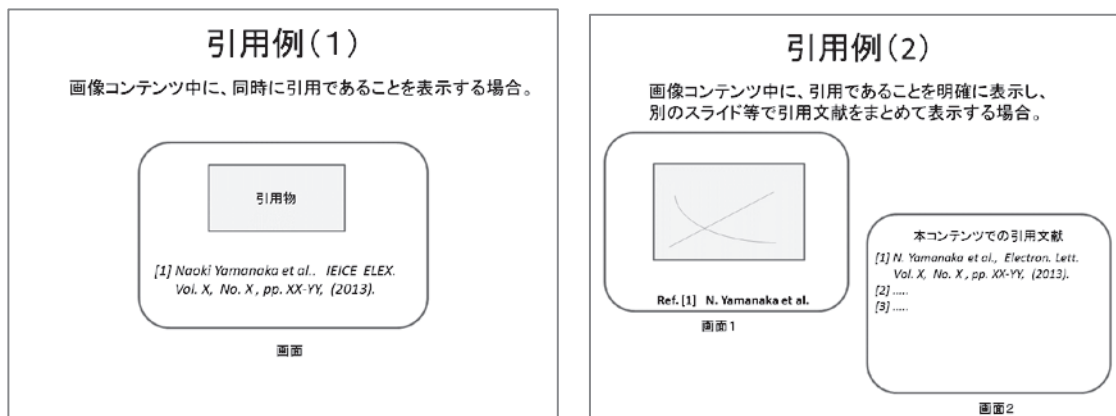 引用例（１）
画像コンテンツ中に、同時に引用であることを表示する場合。
引用物
[1] Naoki Yamanaka et al.. IEICE ELEX.
Vol. X, No. X , pp. XX-YY, (2013).
画面
引用例（2）
画像コンテンツ中に、引用であることを明確に表示し、
別のスライド等で引用文献をまとめて表示する場合。
Ref. [1] N. Yamanaka et al.
画面１
本コンテンツでの引用文献
[1] N. Yamanaka et al., Electron. Lett.
Vol. X, No. X , pp. XX-YY, (2013).
[2] .....
[3] .....
画面２